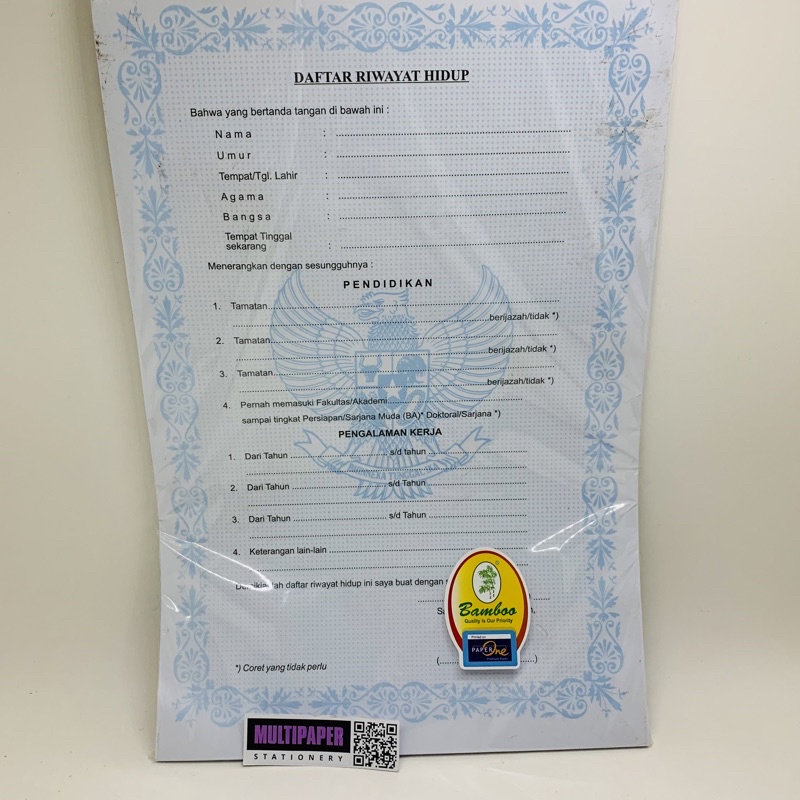 DAFTAR RIWAYAT HIDUP
Bahwa yang bertanda tangan di bawah ini :
Nama : ..........
Umur : ..........
Tempat/Tgl. Lahir : ..........
Agama : ..........
Bangsa : ..........
Tempat Tinggal
sekarang : ..........
Menerangkan dengan sesungguhnya :
PENDIDIKAN
1. Tamatan..........
..........berijazah/tidak *)
2. Tamatan..........
..........berijazah/tidak *)
3. Tamatan..........
..........berijazah/tidak *)
4. Pernah memasuki Fakultas/Akademi..........
sampai tingkat Persiapan/Sarjana Muda (BA)* Doktoral/Sarjana *)
PENGALAMAN KERJA
1. Dari Tahun .......... s/d tahun ..........
2. Dari Tahun .......... s/d Tahun ..........
3. Dari Tahun .......... s/d Tahun ..........
4. Keterangan lain-lain ..........
daftar riwayat hidup ini saya buat dengan
(..........)
*) Coret yang tidak perlu
Bamboo
Quality is Our Priority
PAPER One
MULTIPAPER
STATIONERY